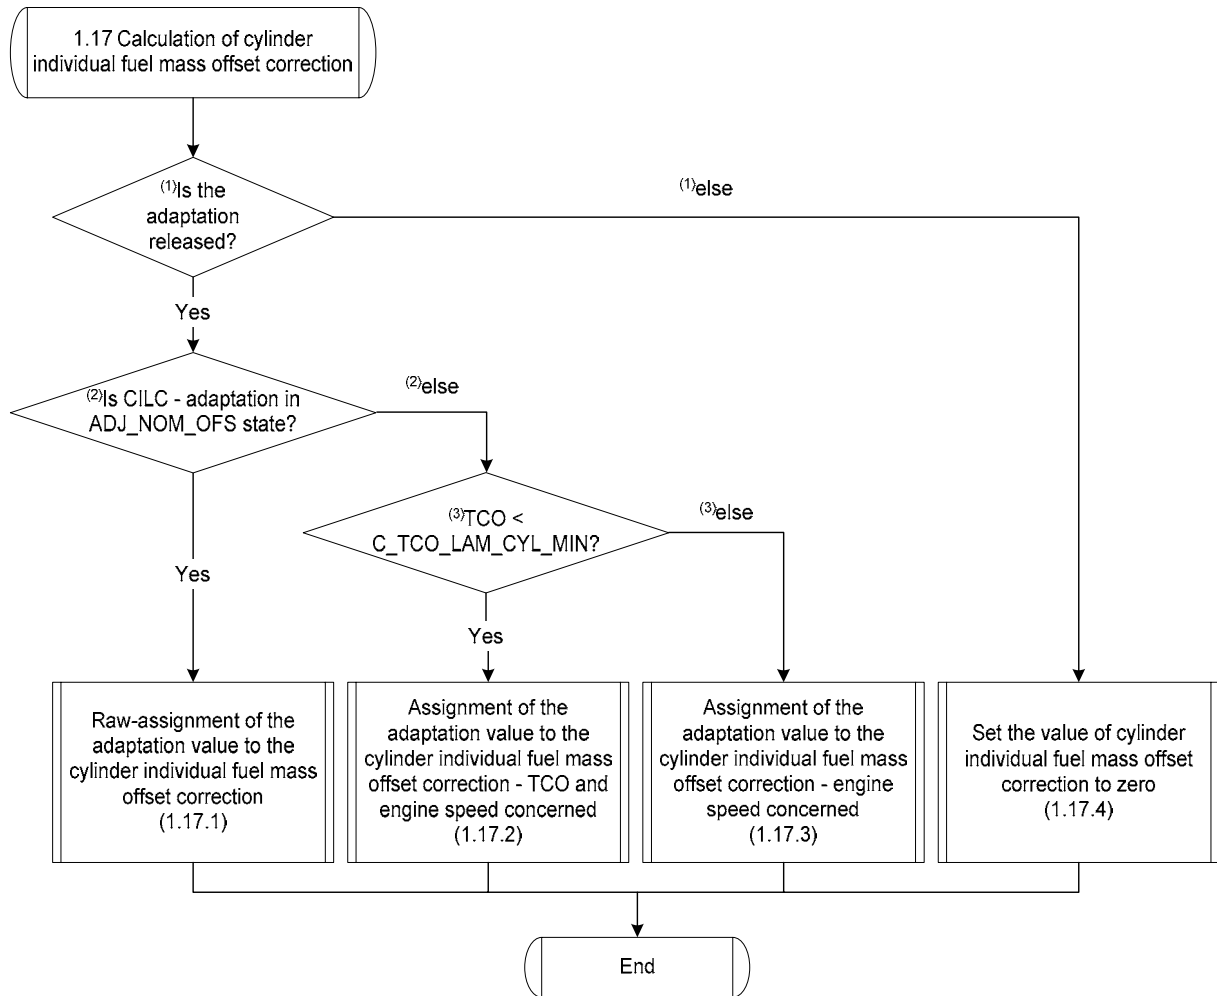 1.17 Calculation of cylinder
individual fuel mass offset correction
(1)Is the
adaptation
released?
(1)else
Yes
(2)Is CILC - adaptation in
ADJ_NOM_OFS state?
(2)else
(3)TCO <
C_TCO_LAM_CYL_MIN?
(3)else
Yes
Yes
Raw-assignment of the
adaptation value to the
cylinder individual fuel mass
offset correction
(1.17.1)
Assignment of the
adaptation value to the
cylinder individual fuel mass
offset correction - TCO and
engine speed concerned
(1.17.2)
Assignment of the
adaptation value to the
cylinder individual fuel mass
offset correction - engine
speed concerned
(1.17.3)
Set the value of cylinder
individual fuel mass offset
correction to zero
(1.17.4)
End